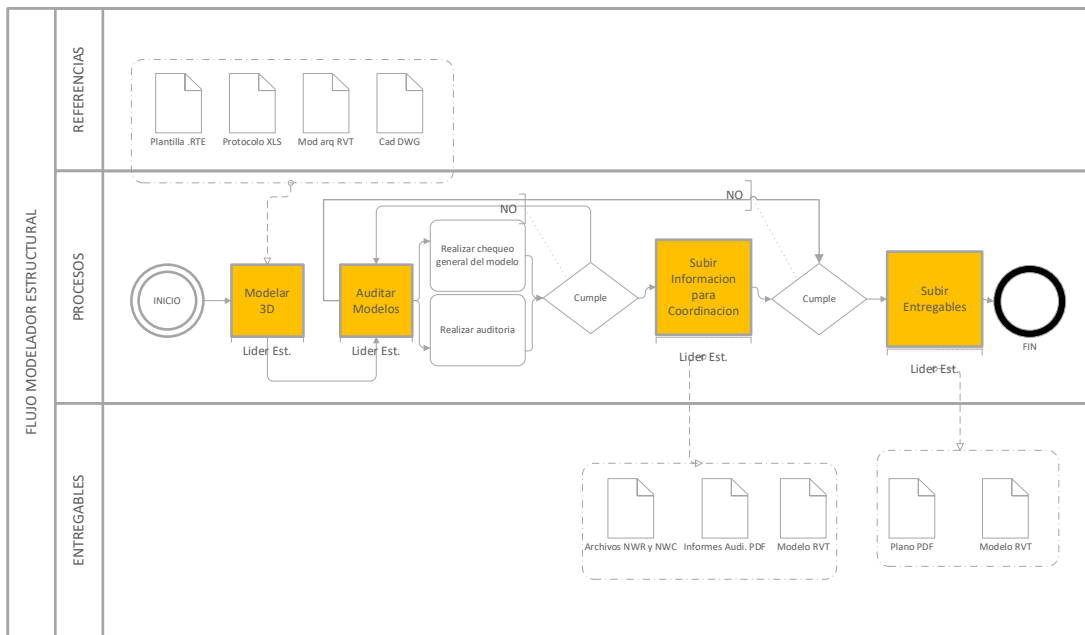 FLUJO MODELADOR ESTRUCTURAL
REFERENCIAS
Plantilla .RTE
Protocolo XLS
Mod arq RVT
Cad DWG
PROCESOS
INICIO
Modelar
3D
Lider Est.
Auditar
Modelos
Lider Est.
Realizar chequeo
general del modelo
Realizar auditoria
NO
Cumple
Subir
Informacion
para
Coordinacion
Lider Est.
NO
Cumple
Subir
Entregables
Lider Est.
FIN
ENTREGABLES
Archivos NWR y NWC
Informes Audi. PDF
Modelo RVT
Plano PDF
Modelo RVT